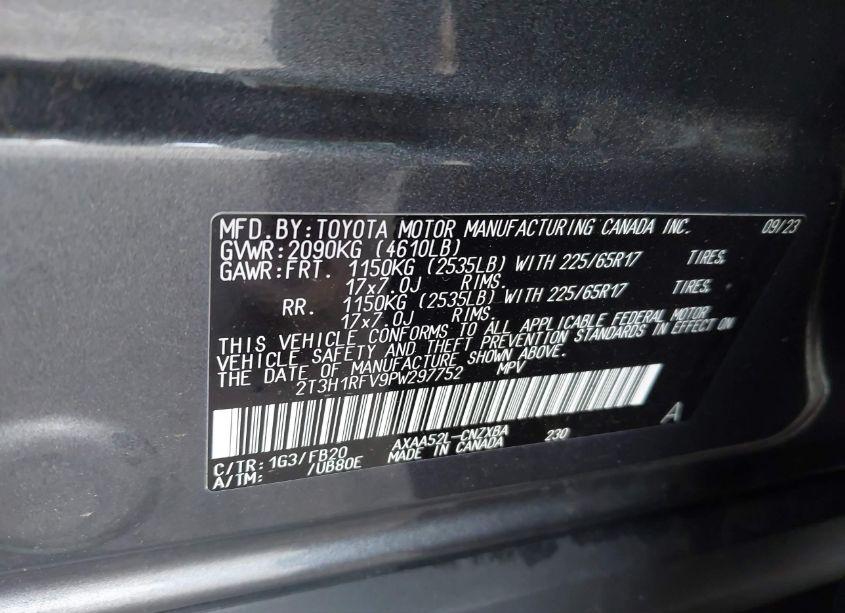 MFD.BY:TOYOTA MOTOR MANUFACTURING CANADA INC. 09/23
GVWR:2090KG (4610LB)
GAWR:FRT. 1150KG (2535LB) WITH 225/65R17 TIRES,
17x7.0J RIMS.
RR. 1150KG (2535LB) WITH 225/65R17 TIRES,
17x7.0J RIMS.
THIS VEHICLE CONFORMS TO ALL APPLICABLE FEDERAL MOTOR
VEHICLE SAFETY AND THEFT PREVENTION STANDARDS IN EFFECT ON
THE DATE OF MANUFACTURE SHOWN ABOVE.
2T3H1RFV9PW297752 MPV
A
C/TR: 1G3/FB20 AXAA52L-CNZXBA 230
A/TM: /UB80E MADE IN CANADA